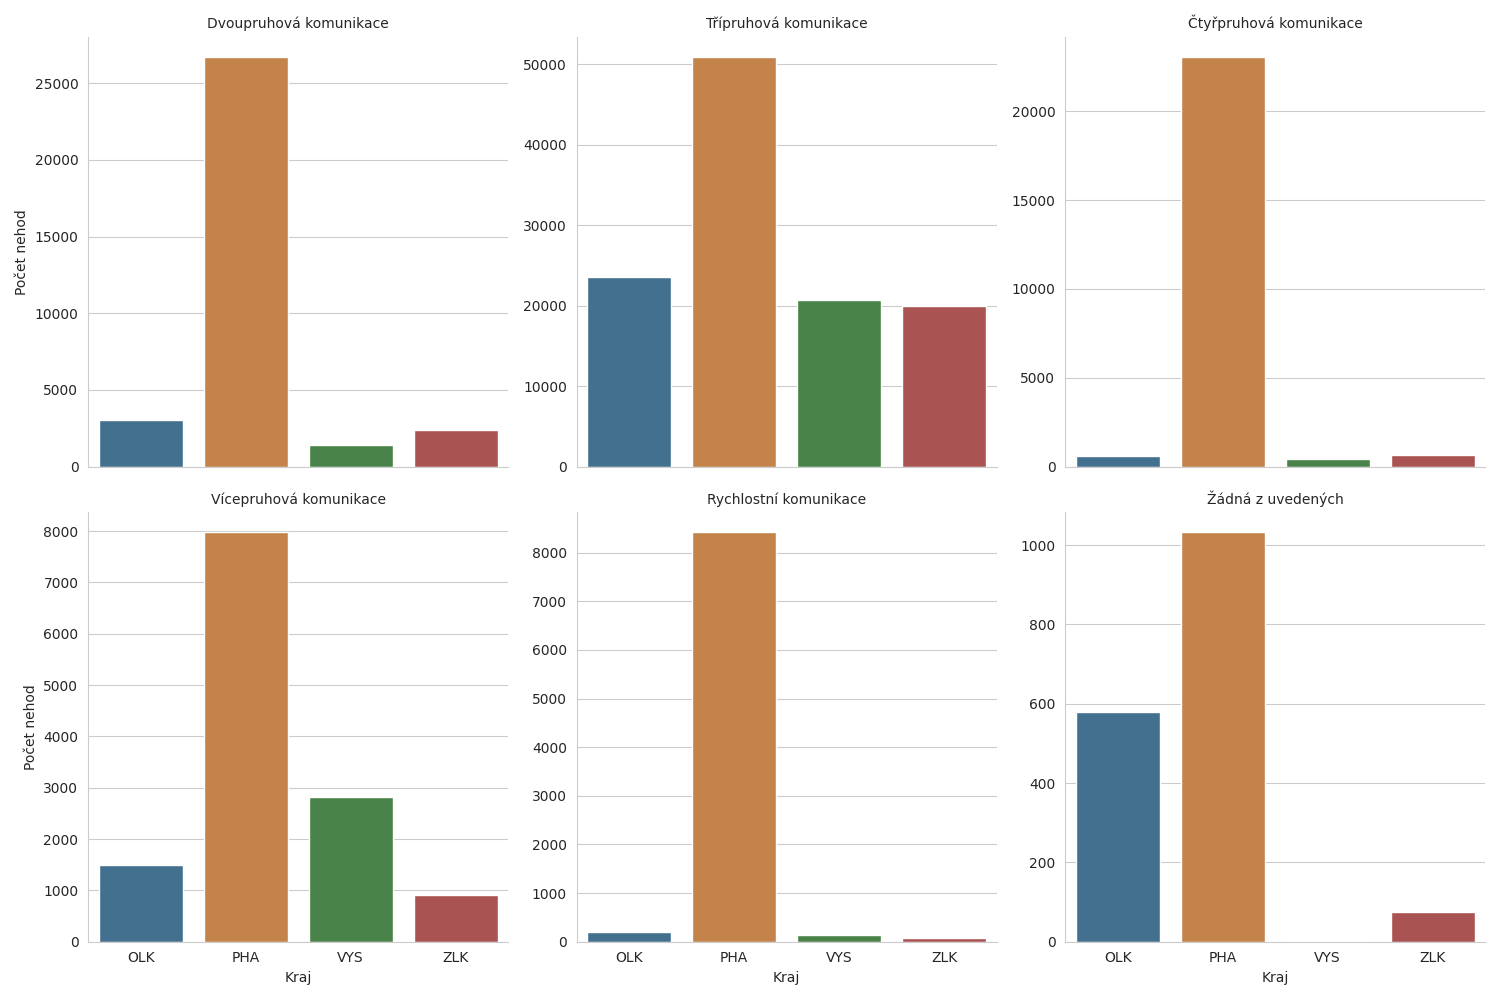 Dvoupruhová komunikace
Třípruhová komunikace
Čtyřpruhová komunikace
Počet nehod
25000
20000
15000
10000
5000
0
50000
40000
30000
20000
10000
0
20000
15000
10000
5000
0
Vícepruhová komunikace
Rychlostní komunikace
Žádná z uvedených
Počet nehod
8000
7000
6000
5000
4000
3000
2000
1000
0
8000
7000
6000
5000
4000
3000
2000
1000
0
1000
800
600
400
200
0
OLK PHA VYS ZLK
OLK PHA VYS ZLK
OLK PHA VYS ZLK
Kraj
Kraj
Kraj